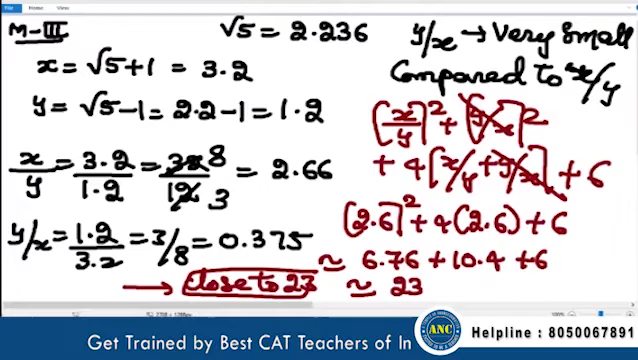 M-III
√5 = 2.236
x = √5+1 = 3.2
y = √5-1 = 2.2-1 = 1.2
x/y = 3.2/1.2 = 32/12 8/3 = 2.66
y/x = 1.2/3.2 = 3/8 = 0.375
y/x → Very Small
Compared to x/y
[x/y]² + [y/x]²
+ 4[x/y + y/x] + 6
(2.6)² + 4(2.6) + 6
≈ 6.76 + 10.4 + 6
→ close to 23 ≈ 23
100%
Get Trained by Best CAT Teachers of In
ANC
Helpline : 8050067891